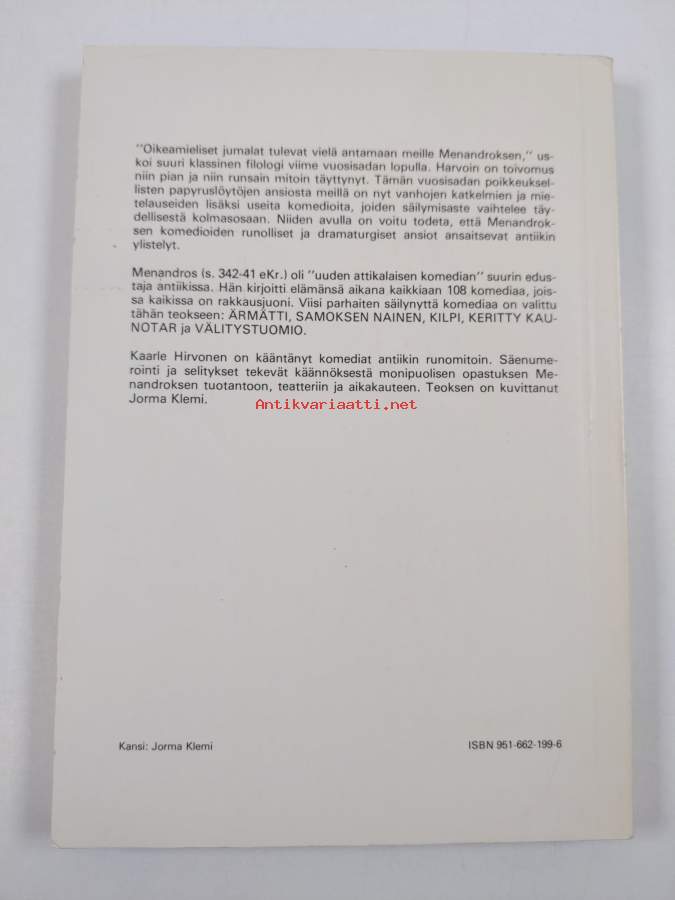 "Oikeamieliset jumalat tulevat vielä antamaan meille Menandroksen," us-
koi suuri klassinen filologi viime vuosisadan lopulla. Harvoin on toivomus
niin pian ja niin runsain mitoin täyttynyt. Tämän vuosisadan poikkeuksel-
listen papyruslöytöjen ansiosta meillä on nyt vanhojen katkelmien ja mie-
telauseiden lisäksi useita komedioita, joiden säilymisaste vaihtelee täy-
dellisestä kolmasosaan. Niiden avulla on voitu todeta, että Menandrok-
sen komedioiden runolliset ja dramaturgiset ansiot ansaitsevat antiikin
ylistelyt.
Menandros (s. 342-41 eKr.) oli "uuden attikalaisen komedian" suurin edus-
taja antiikissa. Hän kirjoitti elämänsä aikana kaikkiaan 108 komediaa, jois-
sa kaikissa on rakkausjuoni. Viisi parhaiten säilynyttä komediaa on valittu
tähän teokseen: ÄRMÄTTI, SAMOKSEN NAINEN, KILPI, KERITTY KAU-
NOTAR ja VÄLITYSTUOMIO.
Kaarle Hirvonen on kääntänyt komediat antiikin runomitoin. Säenume-
rointi ja selitykset tekevät käännöksestä monipuolisen opastuksen Me-
nandroksen tuotantoon, teatteriin ja aikakauteen. Teoksen on kuvittanut
Jorma Klemi.
Antikvariaatti.net
Kansi: Jorma Klemi
ISBN 951-662-199-6